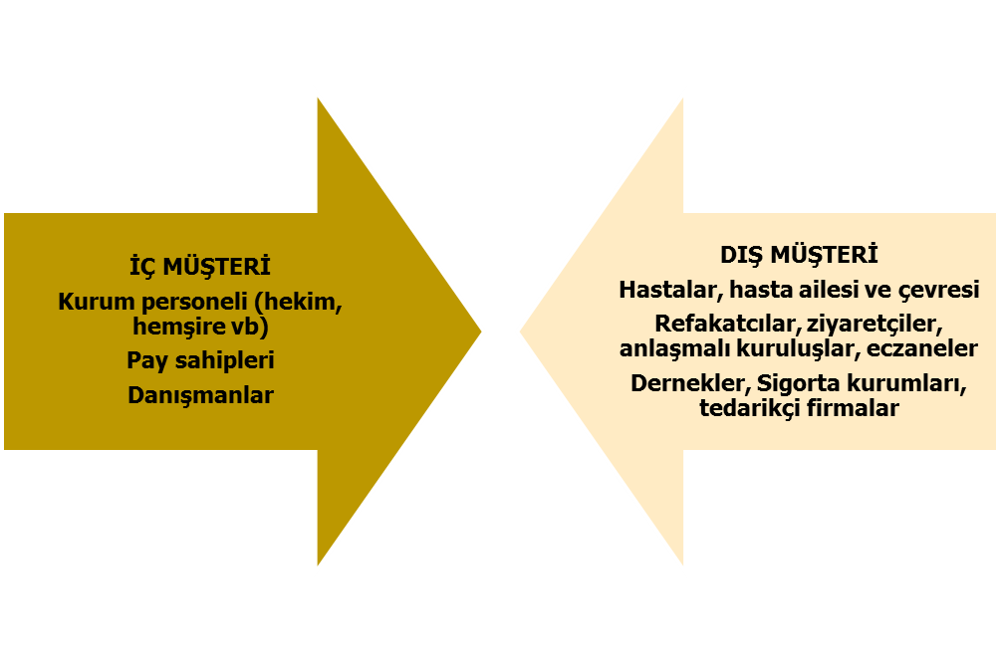 İÇ MÜŞTERİ
Kurum personeli (hekim,
hemşire vb)
Pay sahipleri
Danışmanlar
DIŞ MÜŞTERİ
Hastalar, hasta ailesi ve çevresi
Refakatcılar, ziyaretçiler,
anlaşmalı kuruluşlar, eczaneler
Dernekler, Sigorta kurumları,
tedarikçi firmalar